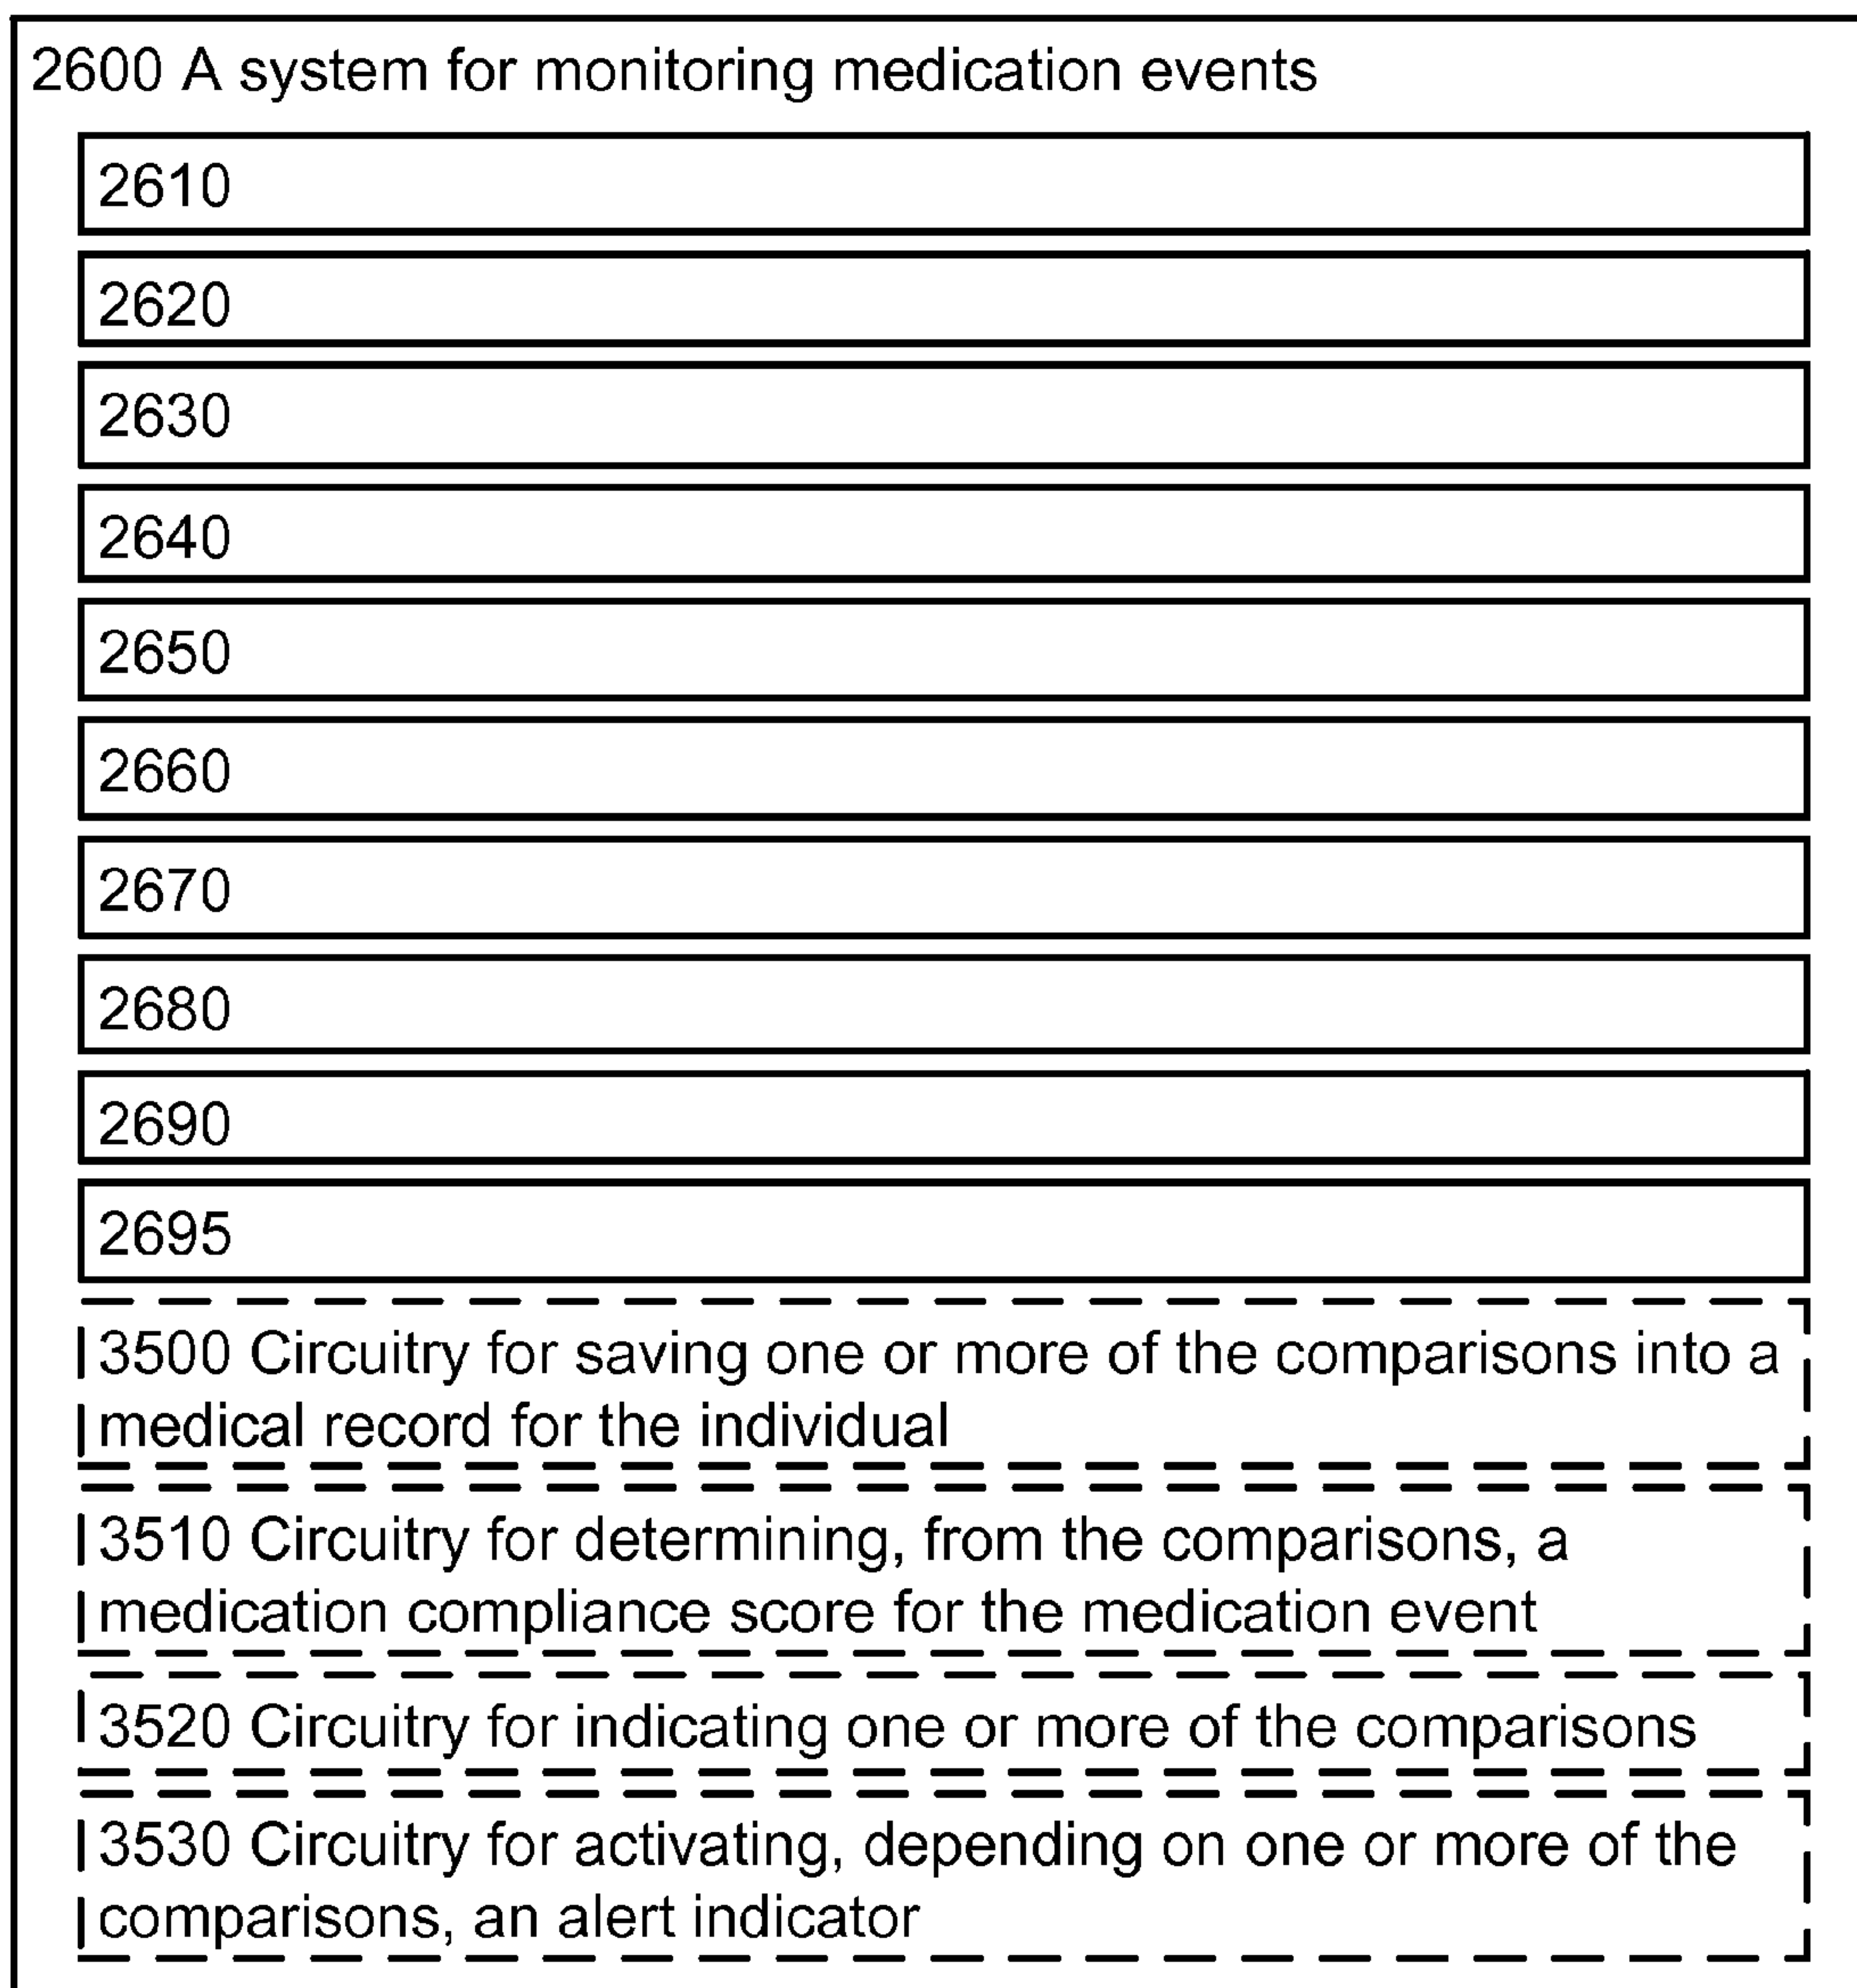 2600 A system for monitoring medication events
2610
2620
2630
2640
2650
2660
2670
2680
2690
2695
3500 Circuitry for saving one or more of the comparisons into a
medical record for the individual
3510 Circuitry for determining, from the comparisons, a
medication compliance score for the medication event
3520 Circuitry for indicating one or more of the comparisons
3530 Circuitry for activating, depending on one or more of the
comparisons, an alert indicator